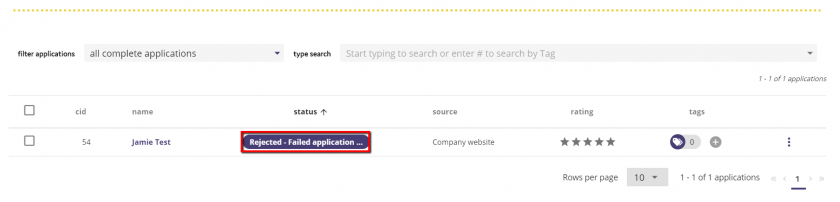 filter applications all complete applications type search Start typing to search or enter # to search by Tag
1 - 1 of 1 applications
cid name status ↑ source rating tags
54 Jamie Test Rejected - Failed application ... Company website 0
Rows per page 10 1 - 1 of 1 applications « ‹ 1 › »